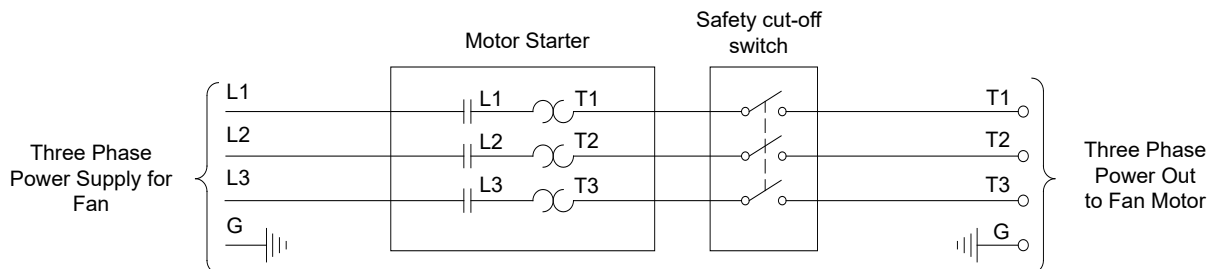 Safety cut-off
switch
Motor Starter
Three Phase
Power Supply for
Fan
L1
L2
L3
G
L1 T1
L2 T2
L3 T3
T1
T2
T3
G
Three Phase
Power Out
to Fan Motor